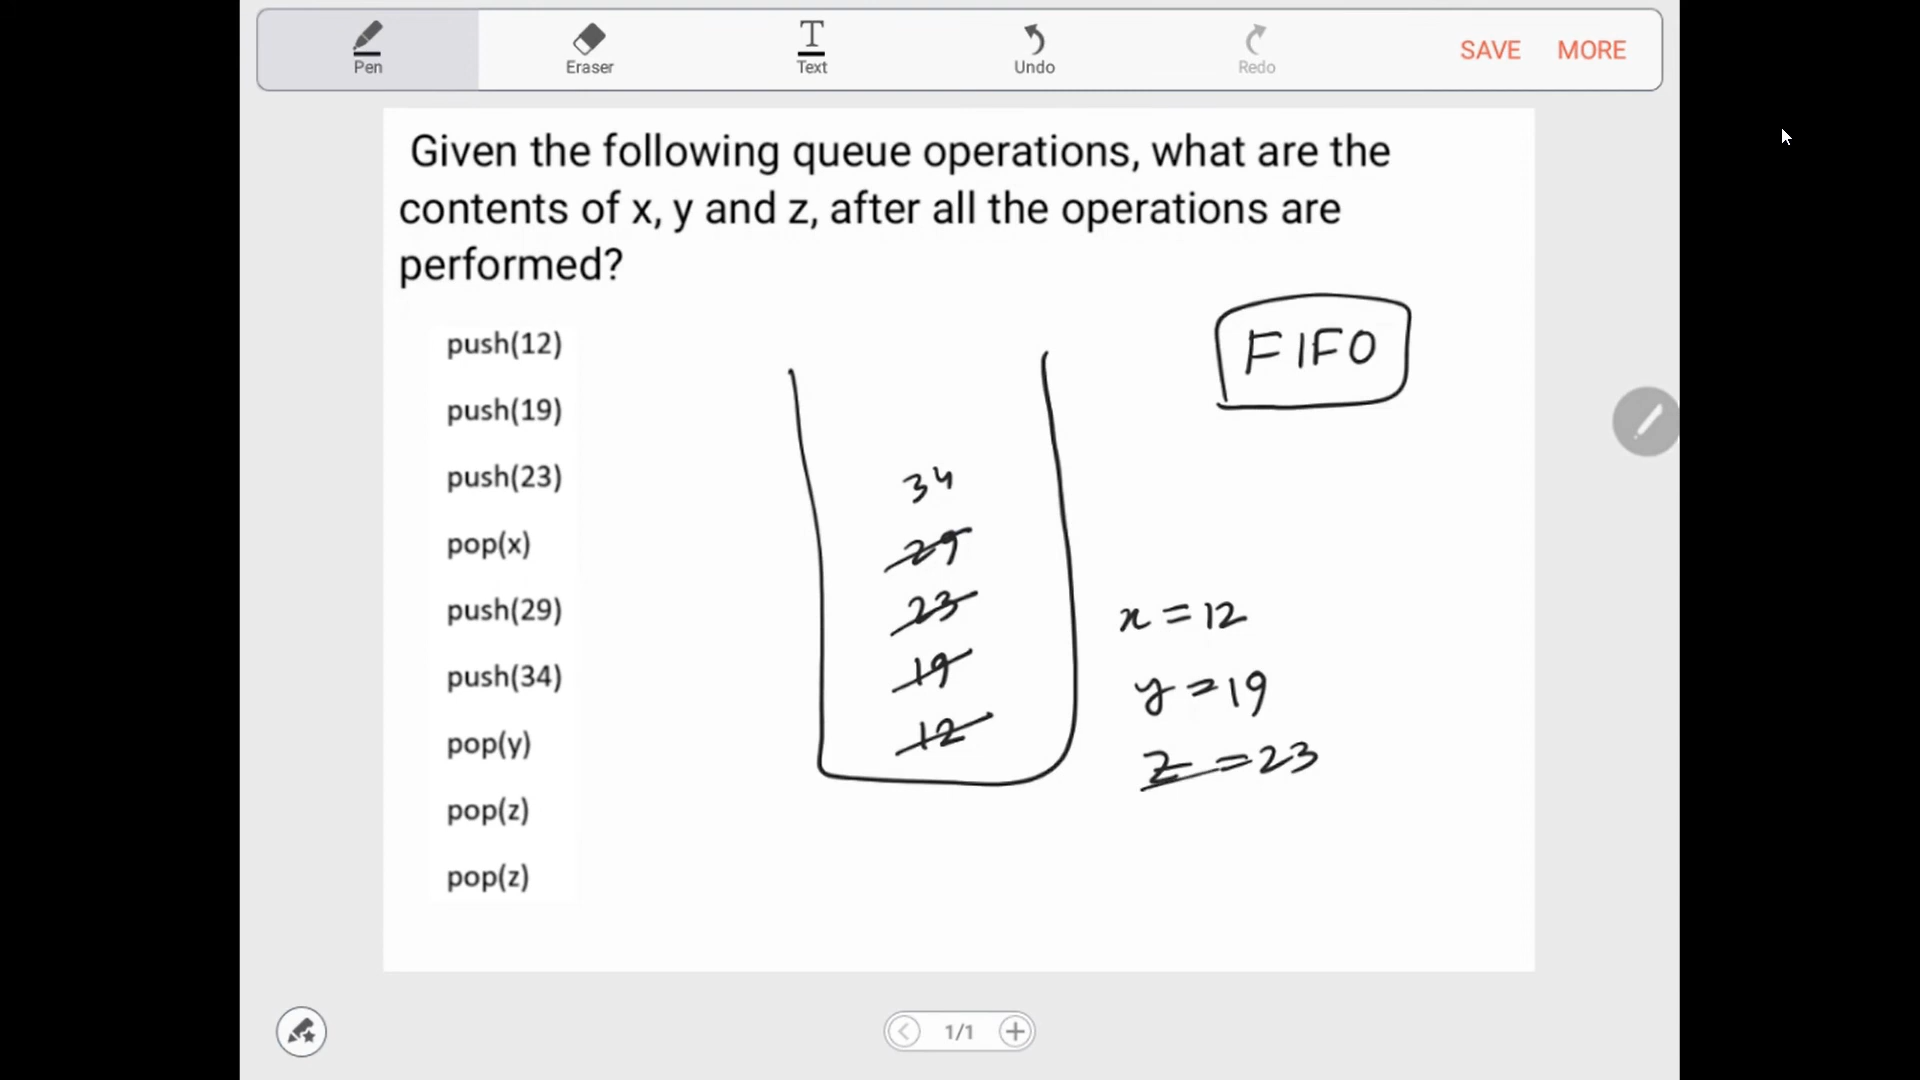 Pen
Eraser
Text
Undo
Redo
SAVE
MORE
Given the following queue operations, what are the
contents of x, y and z, after all the operations are
performed?
push(12)
push(19)
push(23)
pop(x)
push(29)
push(34)
pop(y)
pop(z)
pop(z)
FIFO
34
29
23
19
12
x = 12
y = 19
z = 23
1/1